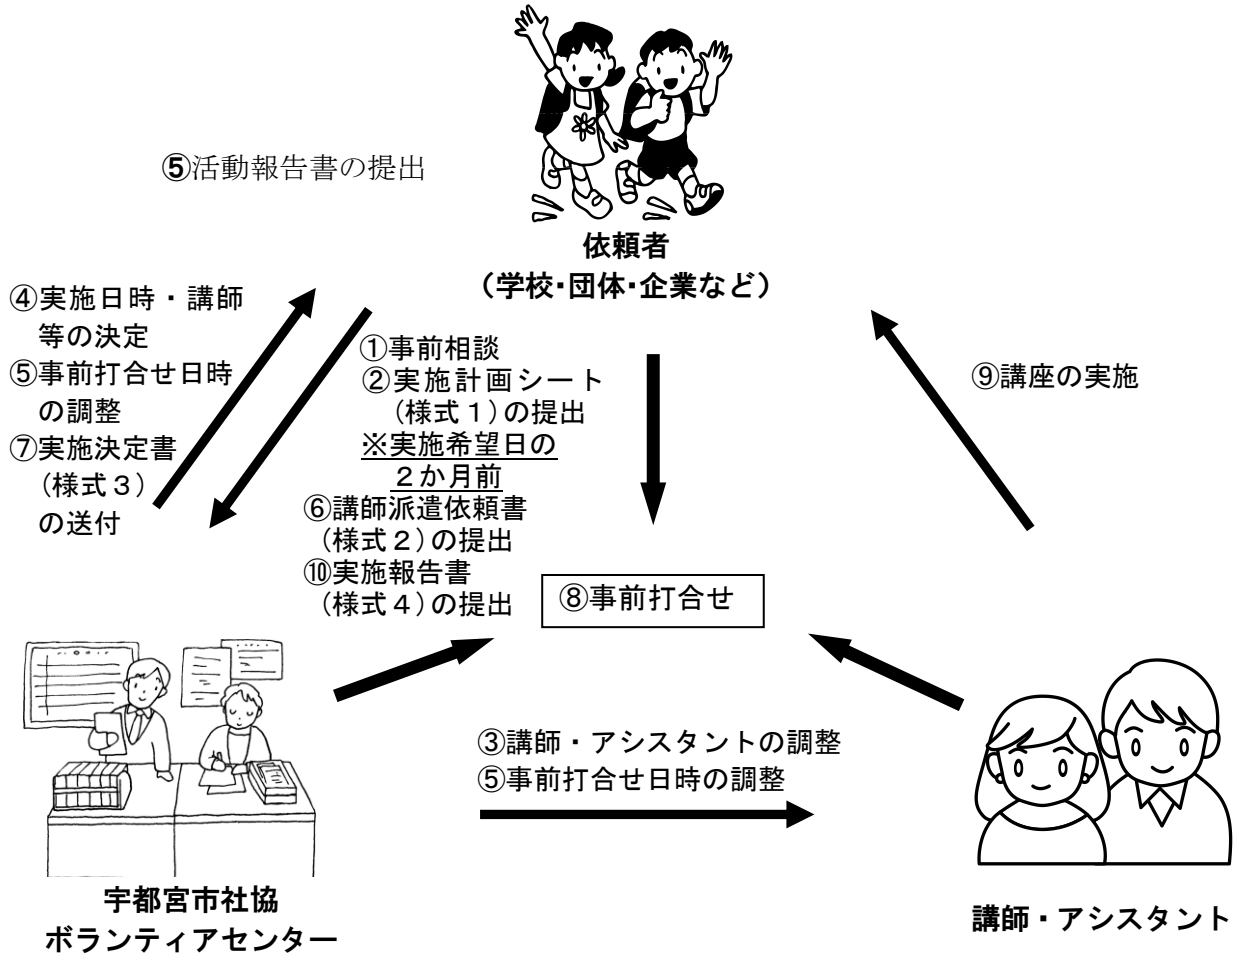 ⑤活動報告書の提出
依頼者
（学校・団体・企業など）
④実施日時・講師
等の決定
⑤事前打合せ日時
の調整
⑦実施決定書
(様式３)
の送付
①事前相談
②実施計画シート
(様式１)の提出
※実施希望日の
２か月前
⑥講師派遣依頼書
(様式２)の提出
⑩実施報告書
(様式４)の提出
⑨講座の実施
⑧事前打合せ
③講師・アシスタントの調整
⑤事前打合せ日時の調整
宇都宮市社協
ボランティアセンター
講師・アシスタント